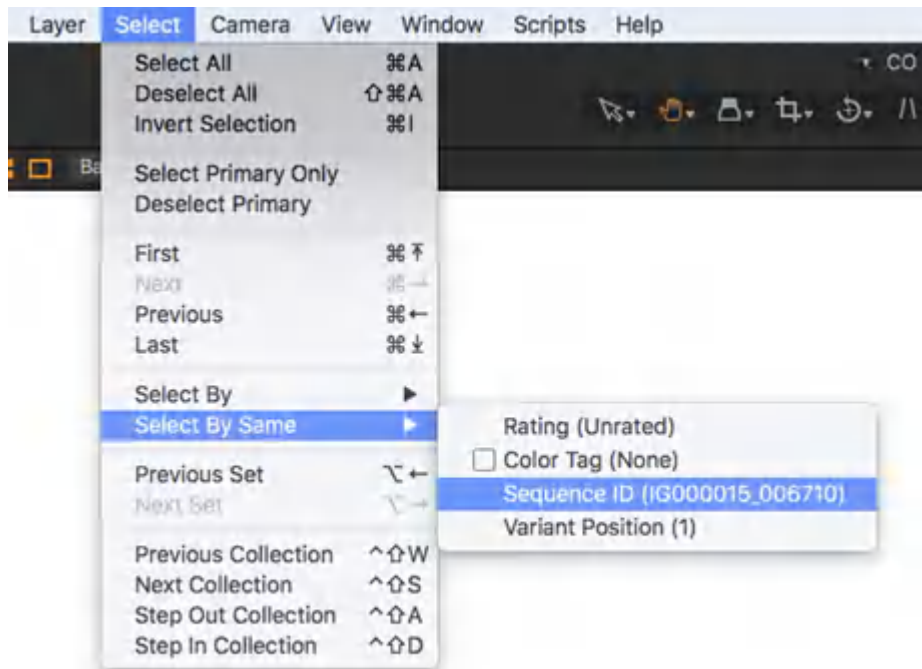 Layer Select Camera View Window Scripts Help
CO
Ba
Select All ⌘A
Deselect All ⇧⌘A
Invert Selection ⌘I
Select Primary Only
Deselect Primary
First ⌘⤒
Next ⌘→
Previous ⌘←
Last ⌘⤓
Select By ▶
Select By Same ▶
Rating (Unrated)
Color Tag (None)
Sequence ID (IG000015_006710)
Variant Position (1)
Previous Set ⌥←
Next Set ⌥→
Previous Collection ^⇧W
Next Collection ^⇧S
Step Out Collection ^⇧A
Step In Collection ^⇧D